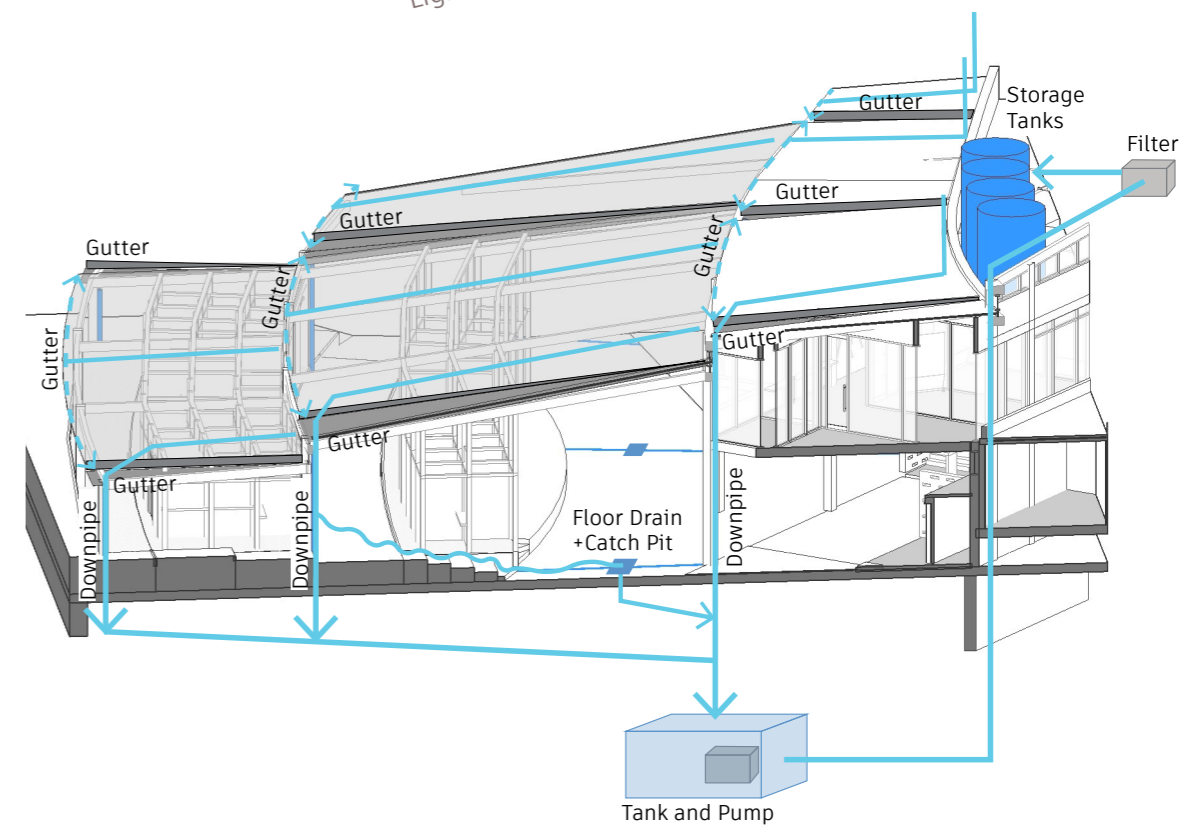 Gutter
Storage
Tanks
Filter
Gutter
Gutter
Gutter
Gutter
Gutter
Gutter
Gutter
Gutter
Gutter
Downpipe
Downpipe
Downpipe
Floor Drain
+Catch Pit
Tank and Pump